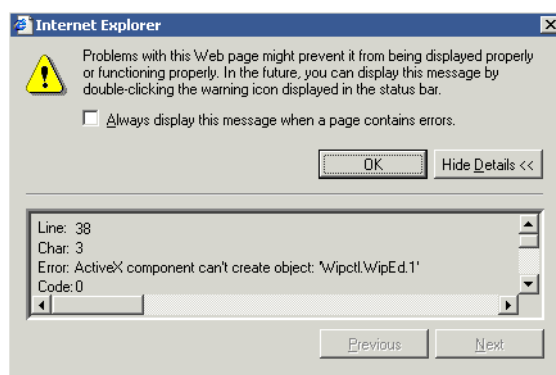 Internet Explorer
Problems with this Web page might prevent it from being displayed properly
or functioning properly. In the future, you can display this message by
double-clicking the warning icon displayed in the status bar.
Always display this message when a page contains errors.
OK
Hide Details <<
Line: 38
Char: 3
Error: ActiveX component can't create object: 'Wipctl.WipEd.1'
Code: 0
Previous
Next